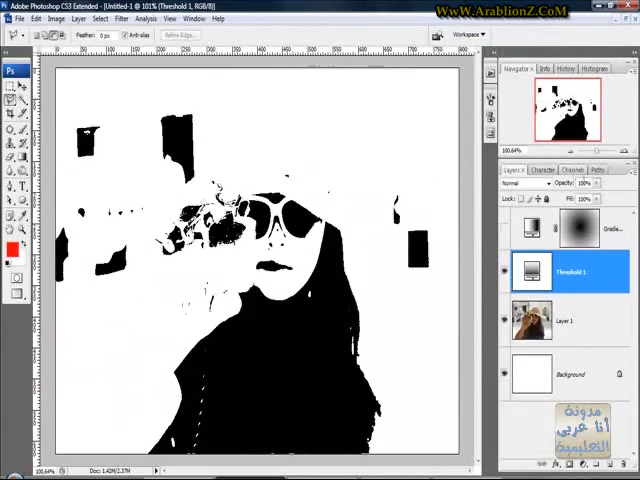 www.ArablionZ.CoM
Adobe Photoshop CS3 Extended - [Untitled-1 @ 101% (Threshold 1, RGB/8)]
File Edit Image Layer Select Filter Analysis View Window Help
Feather: 0 px Anti-alias Refine Edge... Workspace
Ps
Navigator Info History Histogram
100.64%
Layers Character Channels Paths
Normal Opacity: 100%
Lock: Fill: 100%
Gradie...
Threshold 1
Layer 1
Background
مدونة
أنا عربي
التعليمية
100.64% Doc: 1.42M/2.37M